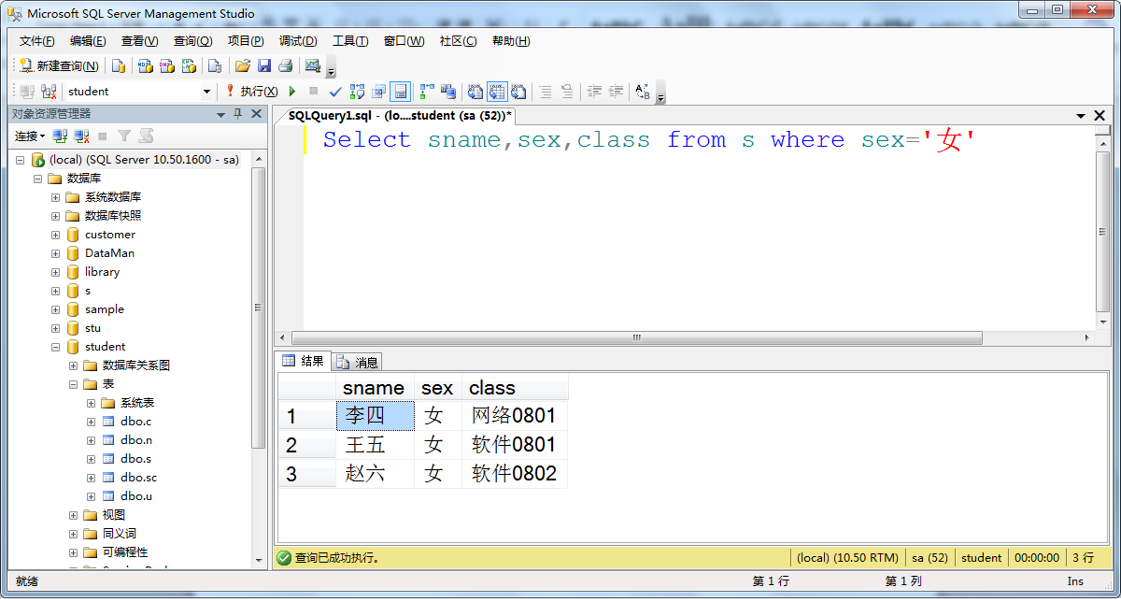 Microsoft SQL Server Management Studio
文件(F) 编辑(E) 查看(V) 查询(Q) 项目(P) 调试(D) 工具(T) 窗口(W) 社区(C) 帮助(H)
新建查询(N)
student 执行(X)
对象资源管理器
连接
(local) (SQL Server 10.50.1600 - sa)
数据库
系统数据库
数据库快照
customer
DataMan
library
s
sample
stu
student
数据库关系图
表
系统表
dbo.c
dbo.n
dbo.s
dbo.sc
dbo.u
视图
同义词
可编程性
SQLQuery1.sql - (lo....student (sa (52))*
Select sname,sex,class from s where sex='女'
结果 消息
sname sex class
1 李四 女 网络0801
2 王五 女 软件0801
3 赵六 女 软件0802
查询已成功执行。 (local) (10.50 RTM) sa (52) student 00:00:00 3 行
就绪 第 1 行 第 1 列 Ins